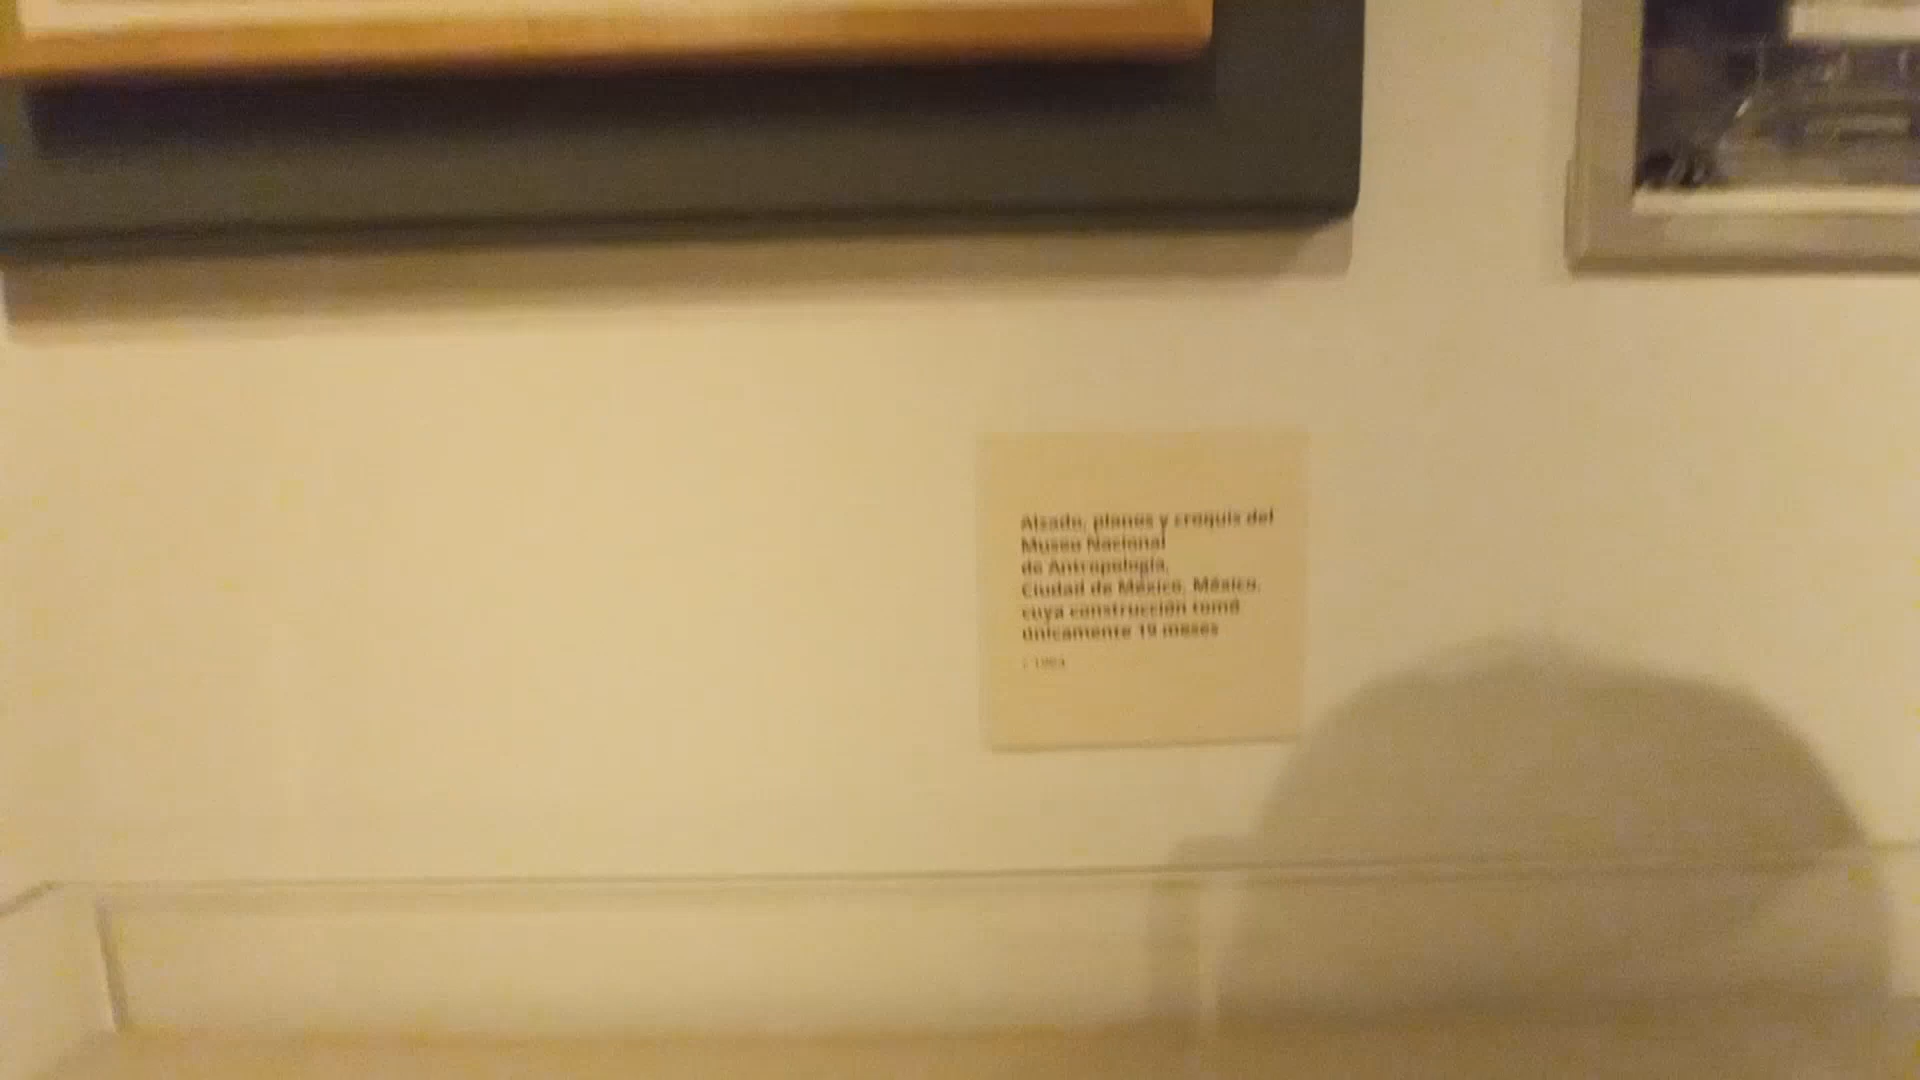 Alzado, planos y croquis del
Museo Nacional
de Antropología,
Ciudad de México, México,
cuya construcción tomó
únicamente 19 meses